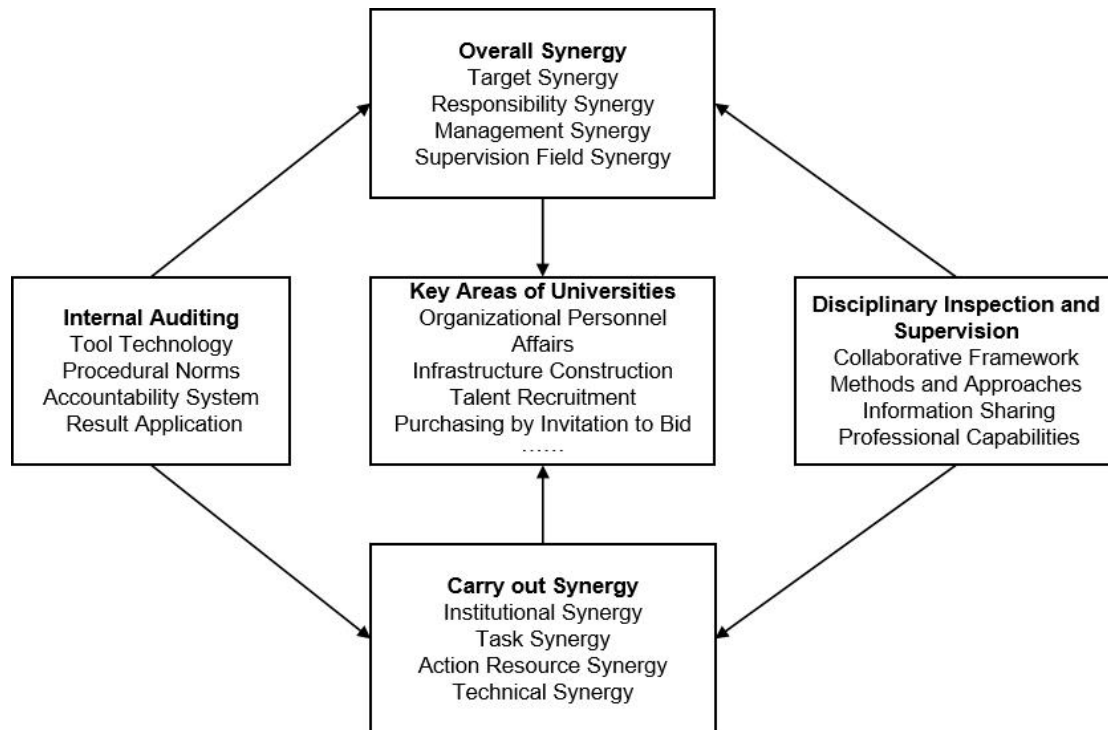 Overall Synergy
Target Synergy
Responsibility Synergy
Management Synergy
Supervision Field Synergy
Internal Auditing
Tool Technology
Procedural Norms
Accountability System
Result Application
Key Areas of Universities
Organizational Personnel
Affairs
Infrastructure Construction
Talent Recruitment
Purchasing by Invitation to Bid
......
Disciplinary Inspection and
Supervision
Collaborative Framework
Methods and Approaches
Information Sharing
Professional Capabilities
Carry out Synergy
Institutional Synergy
Task Synergy
Action Resource Synergy
Technical Synergy